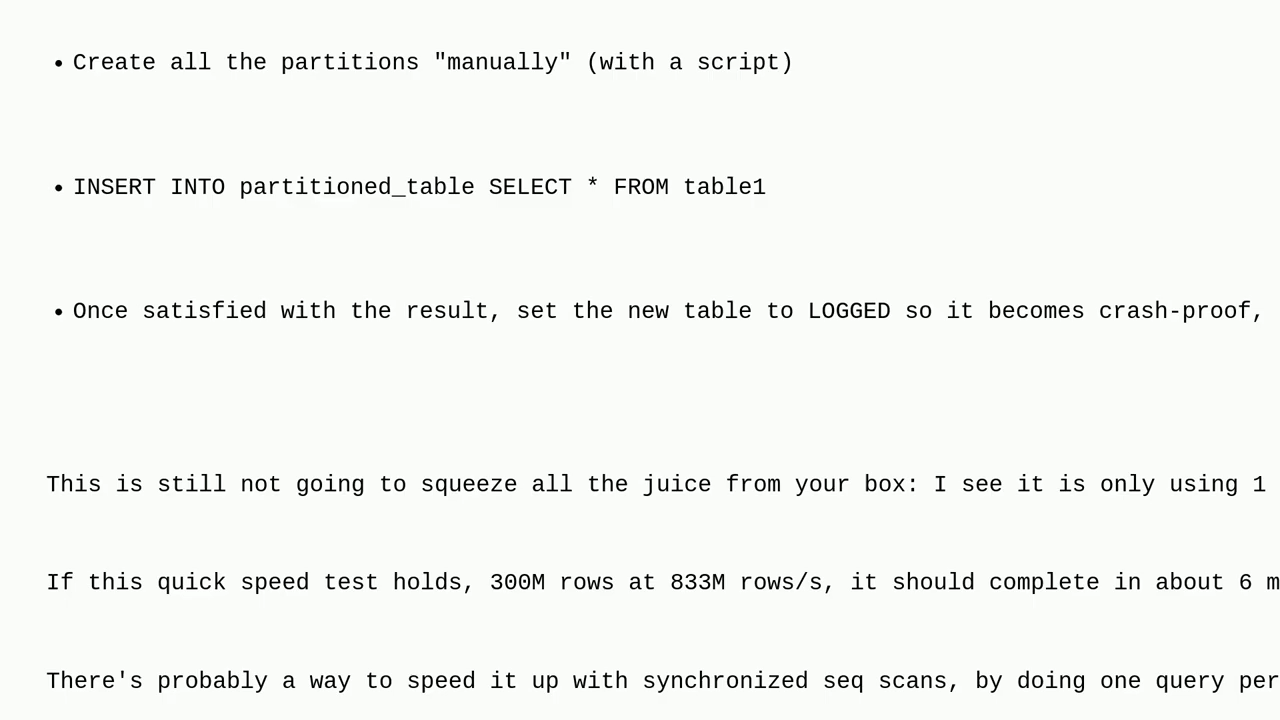 • Create all the partitions "manually" (with a script)
• INSERT INTO partitioned_table SELECT * FROM table1
• Once satisfied with the result, set the new table to LOGGED so it becomes crash-proof,
This is still not going to squeeze all the juice from your box: I see it is only using 1
If this quick speed test holds, 300M rows at 833M rows/s, it should complete in about 6 m
There's probably a way to speed it up with synchronized seq scans, by doing one query per